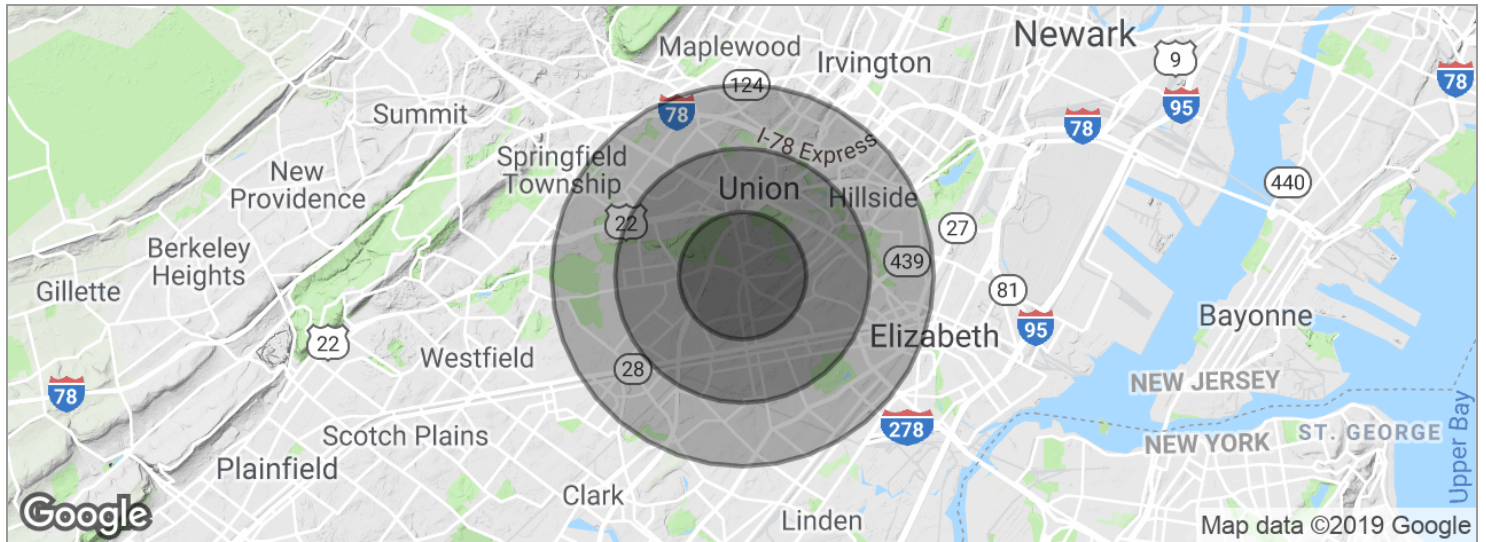 Maplewood
Newark
Irvington
9
124
78
78
95
78
Summit
I-78 Express
Springfield
Township
New
Providence
Union
Hillside
440
22
27
Berkeley
Heights
439
Gillette
81
95
Bayonne
22
Westfield
Elizabeth
28
NEW JERSEY
78
278
Scotch Plains
NEW YORK
ST. GEORGE
Upper Bay
Plainfield
Clark
Linden
Google
Map data ©2019 Google